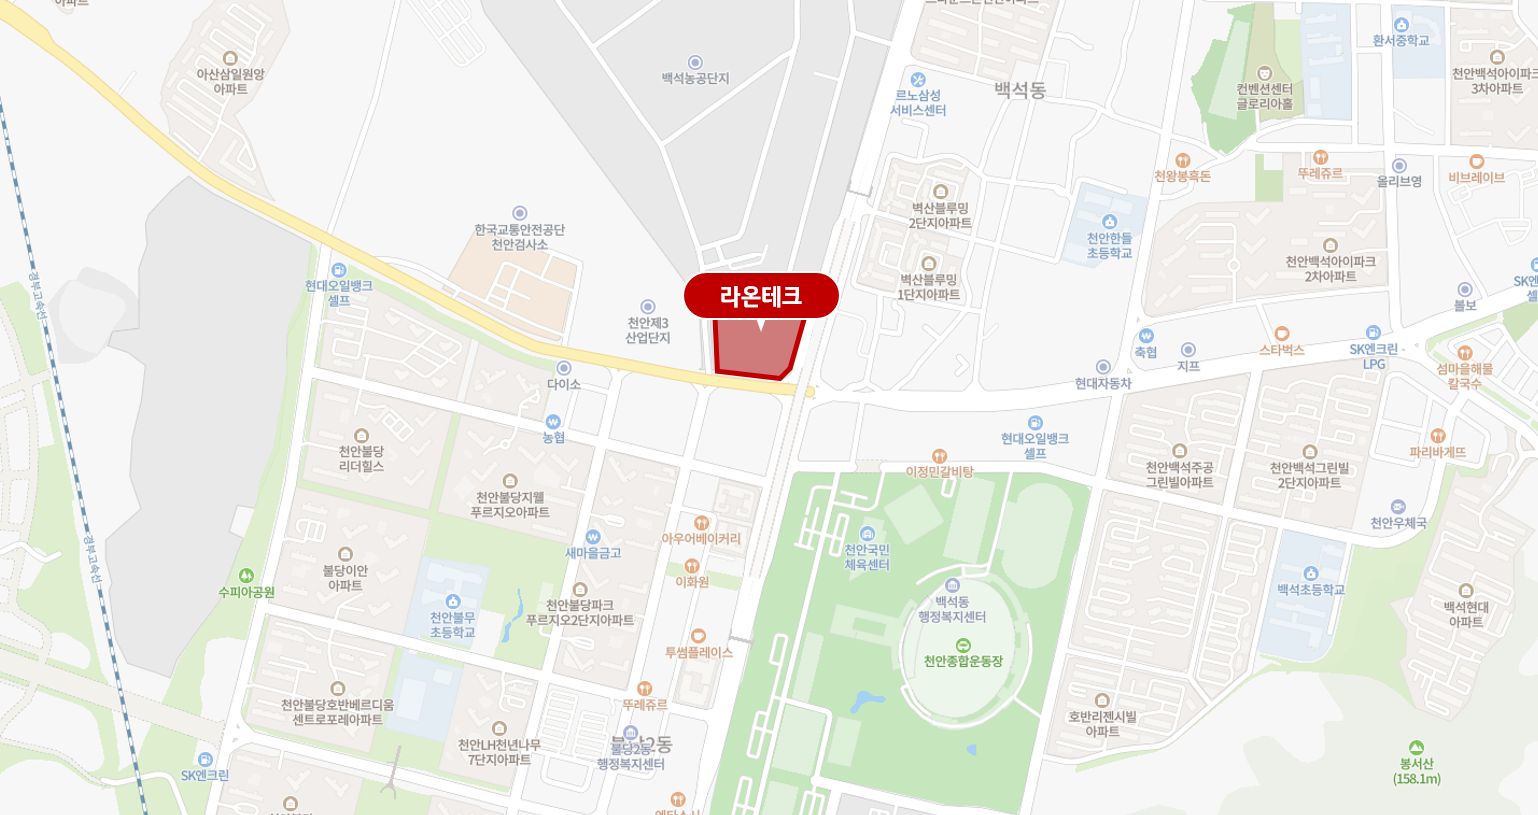 아파트
환서중학교
아산삼일원앙
아파트
백석농공단지
르노삼성
서비스센터
백석동
컨벤션센터
글로리아홀
천안백석아이파크
3차아파트
천왕봉흑돈
뚜레쥬르
올리브영
비브레이브
벽산블루밍
2단지아파트
한국교통안전공단
천안검사소
천안한들
초등학교
천안백석아이파크
2차아파트
현대오일뱅크
셀프
벽산블루밍
1단지아파트
라온테크
볼보
SK엔크
셀
천안제3
산업단지
축협
지프
스타벅스
SK엔크린
LPG
섬마을해물
칼국수
다이소
현대자동차
농협
현대오일뱅크
셀프
천안불당
리더힐스
이정민갈비탕
천안백석주공
그린빌아파트
천안백석그린빌
2단지아파트
파리바게뜨
천안불당지웰
푸르지오아파트
천안우체국
아우어베이커리
새마을금고
천안국민
체육센터
경부고속선
경부고속선
불당이안
아파트
이화원
수피아공원
백석초등학교
천안불무
초등학교
천안불당파크
푸르지오2단지아파트
백석동
행정복지센터
백석현대
아파트
투썸플레이스
천안종합운동장
천안불당호반베르디움
센트로포레아파트
뚜레쥬르
호반리젠시빌
아파트
천안LH천년나무
7단지아파트
불당2동
불당2동
행정복지센터
SK엔크린
봉서산
(158.1m)